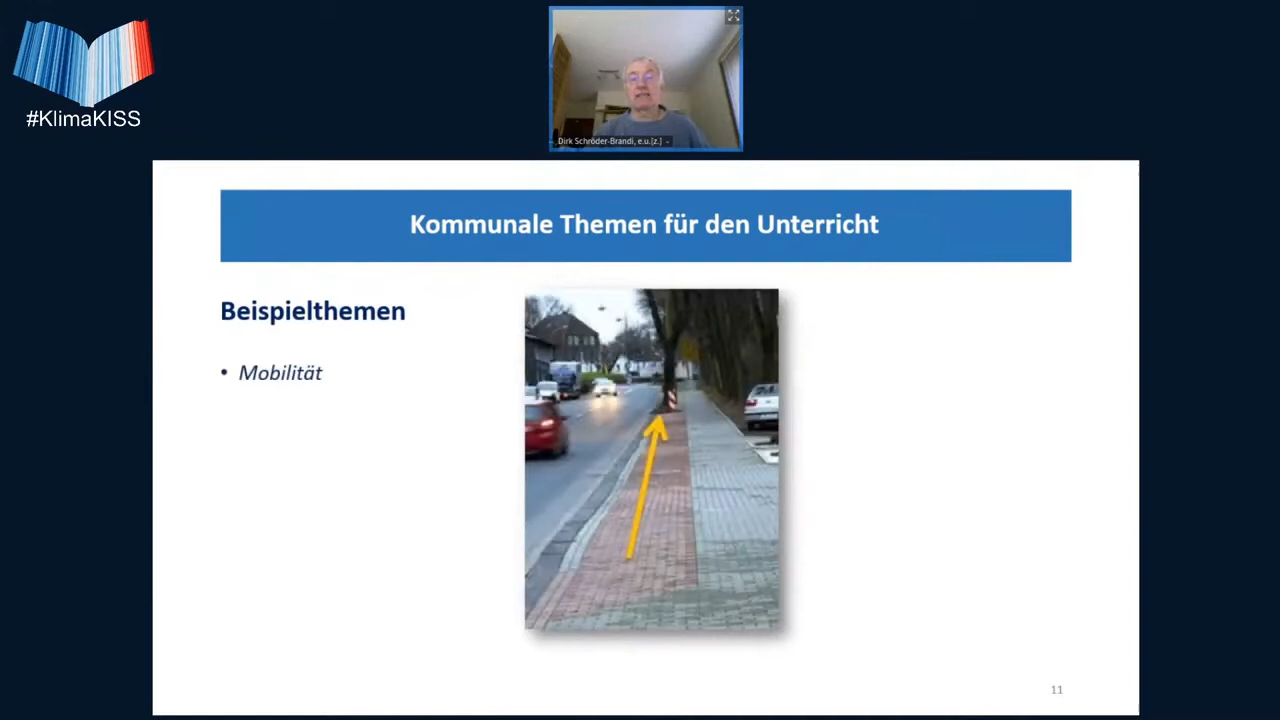 #KlimaKISS
Dirk Schröder-Brandi, e.u.[z.]
Kommunale Themen für den Unterricht
Beispielthemen
• Mobilität
11